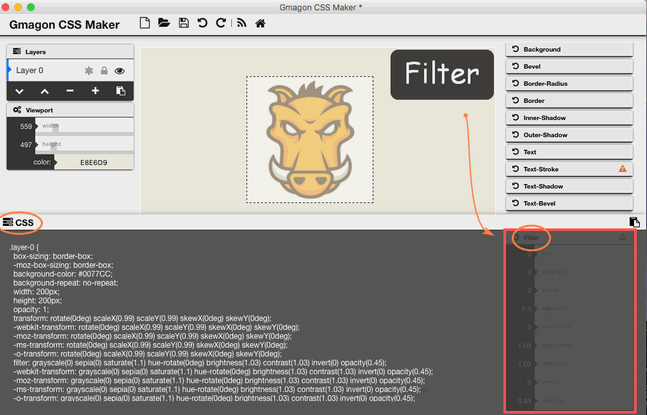 Gmagon CSS Maker *
Gmagon CSS Maker
Layers
Layer 0
Viewport
559 width
497 height
color: E8E6D9
Filter
Background
Bevel
Border-Radius
Border
Inner-Shadow
Outer-Shadow
Text
Text-Stroke
Text-Shadow
Text-Bevel
CSS
.layer-0 {
box-sizing: border-box;
-moz-box-sizing: border-box;
background-color: #0077CC;
background-repeat: no-repeat;
width: 200px;
height: 200px;
opacity: 1;
transform: rotate(0deg) scaleX(0.99) scaleY(0.99) skewX(0deg) skewY(0deg);
-webkit-transform: rotate(0deg) scaleX(0.99) scaleY(0.99) skewX(0deg) skewY(0deg);
-moz-transform: rotate(0deg) scaleX(0.99) scaleY(0.99) skewX(0deg) skewY(0deg);
-ms-transform: rotate(0deg) scaleX(0.99) scaleY(0.99) skewX(0deg) skewY(0deg);
-o-transform: rotate(0deg) scaleX(0.99) scaleY(0.99) skewX(0deg) skewY(0deg);
filter: grayscale(0) sepia(0) saturate(1.1) hue-rotate(0deg) brightness(1.03) contrast(1.03) invert(0) opacity(0.45);
-webkit-transform: grayscale(0) sepia(0) saturate(1.1) hue-rotate(0deg) brightness(1.03) contrast(1.03) invert(0) opacity(0.45);
-moz-transform: grayscale(0) sepia(0) saturate(1.1) hue-rotate(0deg) brightness(1.03) contrast(1.03) invert(0) opacity(0.45);
-ms-transform: grayscale(0) sepia(0) saturate(1.1) hue-rotate(0deg) brightness(1.03) contrast(1.03) invert(0) opacity(0.45);
-o-transform: grayscale(0) sepia(0) saturate(1.1) hue-rotate(0deg) brightness(1.03) contrast(1.03) invert(0) opacity(0.45);
Filter
1.1
1.03
1.03
0.45